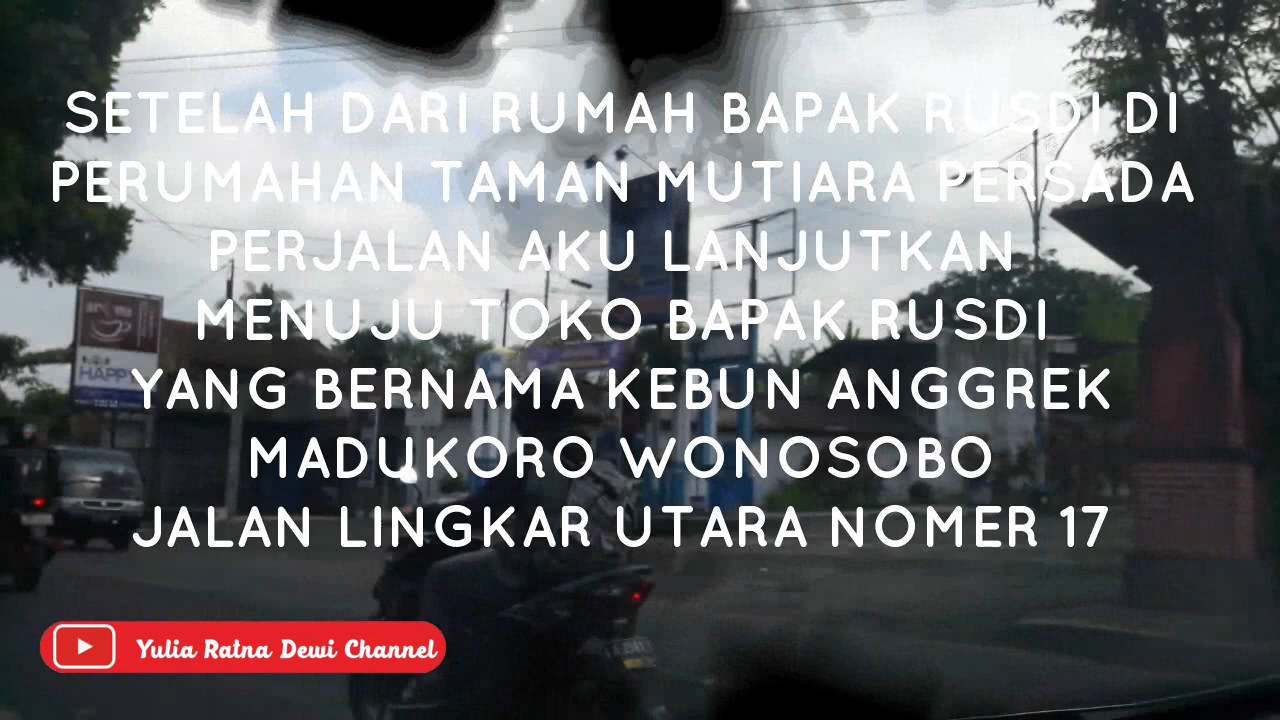 SETELAH DARI RUMAH BAPAK RUSDI DI
PERUMAHAN TAMAN MUTIARA PERSADA
PERJALAN AKU LANJUTKAN
MENUJU TOKO BAPAK RUSDI
YANG BERNAMA KEBUN ANGGREK
MADUKORO WONOSOBO
JALAN LINGKAR UTARA NOMER 17
HAPP
Yulia Ratna Dewi Channel